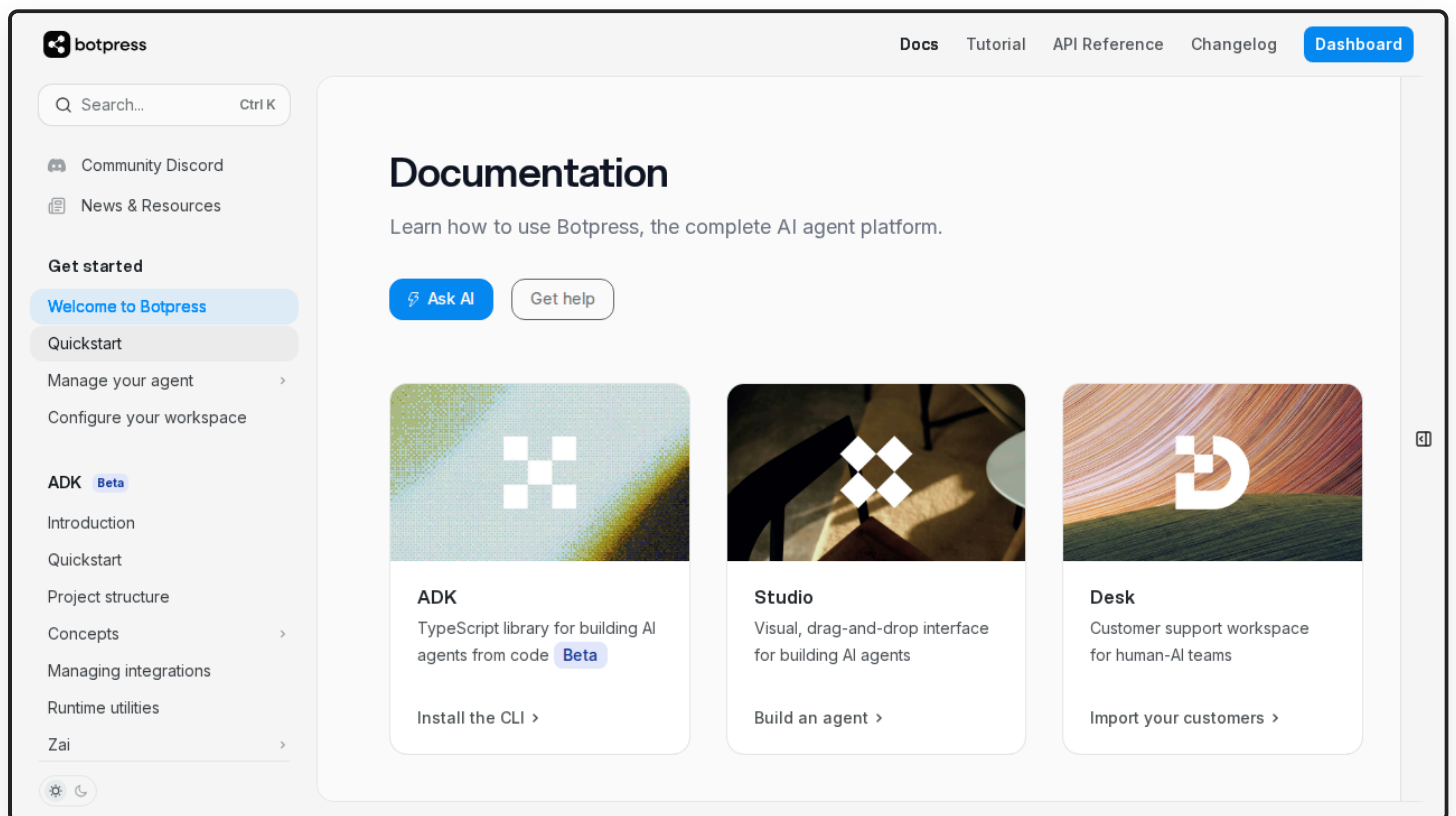 botpress
Docs
Tutorial
API Reference
Changelog
Dashboard
Search...
Ctrl K
Community Discord
News & Resources
Get started
Welcome to Botpress
Quickstart
Manage your agent
Configure your workspace
ADK Beta
Introduction
Quickstart
Project structure
Concepts
Managing integrations
Runtime utilities
Zai
Documentation
Learn how to use Botpress, the complete AI agent platform.
Ask AI
Get help
ADK
TypeScript library for building AI
agents from code Beta
Install the CLI
Studio
Visual, drag-and-drop interface
for building AI agents
Build an agent
Desk
Customer support workspace
for human-AI teams
Import your customers